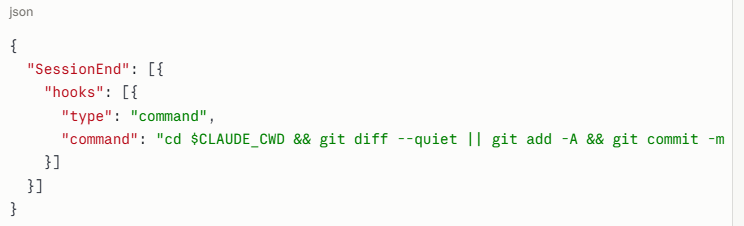 json
{
  "SessionEnd": [{
    "hooks": [{
      "type": "command",
      "command": "cd $CLAUDE_CWD && git diff --quiet || git add -A && git commit -m
    }]
  }]
}